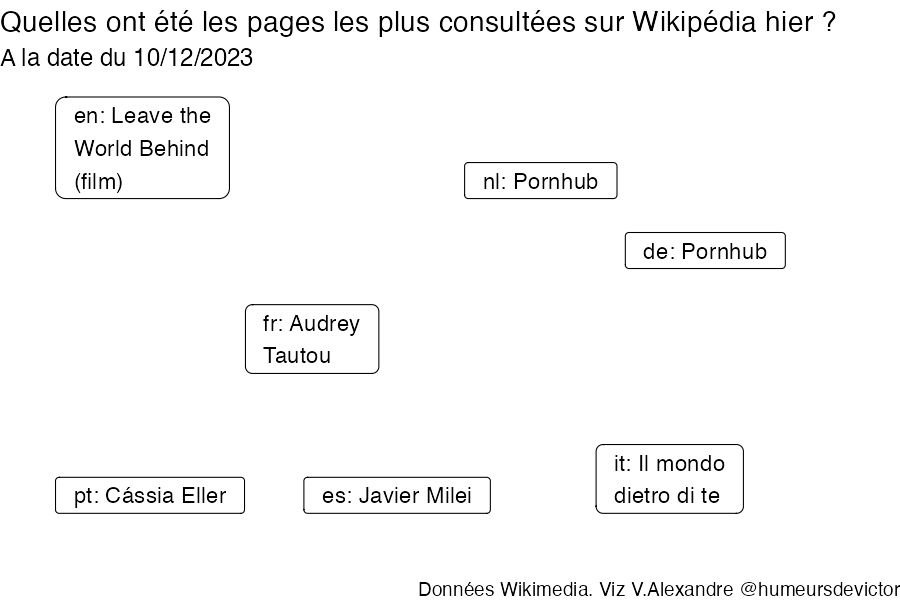 Quelles ont été les pages les plus consultées sur Wikipédia hier ?
A la date du 10/12/2023
en: Leave the
World Behind
(film)
nl: Pornhub
de: Pornhub
fr: Audrey
Tautou
it: Il mondo
dietro di te
pt: Cássia Eller
es: Javier Milei
Données Wikimedia. Viz V.Alexandre @humeursdevictor